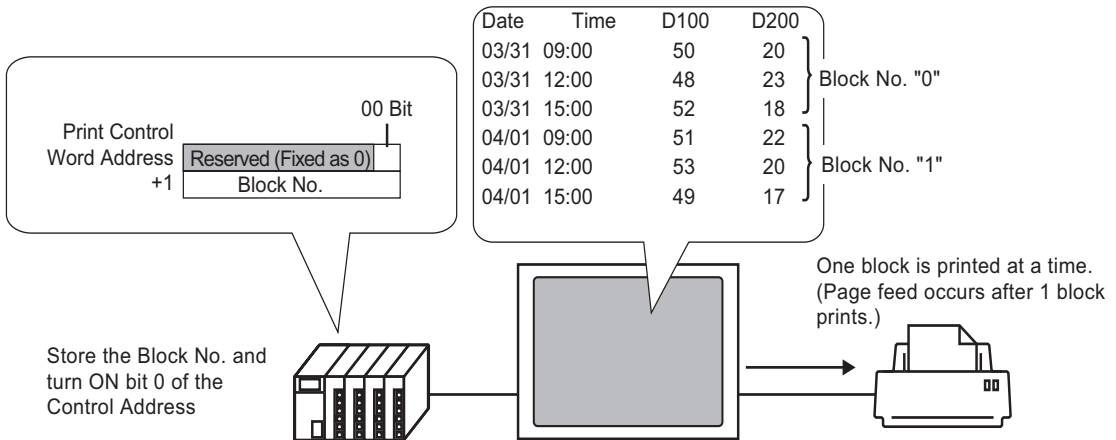 Date Time D100 D200
03/31 09:00 50 20
03/31 12:00 48 23
03/31 15:00 52 18
Block No. "0"
04/01 09:00 51 22
04/01 12:00 53 20
04/01 15:00 49 17
Block No. "1"
00 Bit
Print Control
Word Address
Reserved (Fixed as 0)
+1
Block No.
One block is printed at a time.
(Page feed occurs after 1 block
prints.)
Store the Block No. and
turn ON bit 0 of the
Control Address